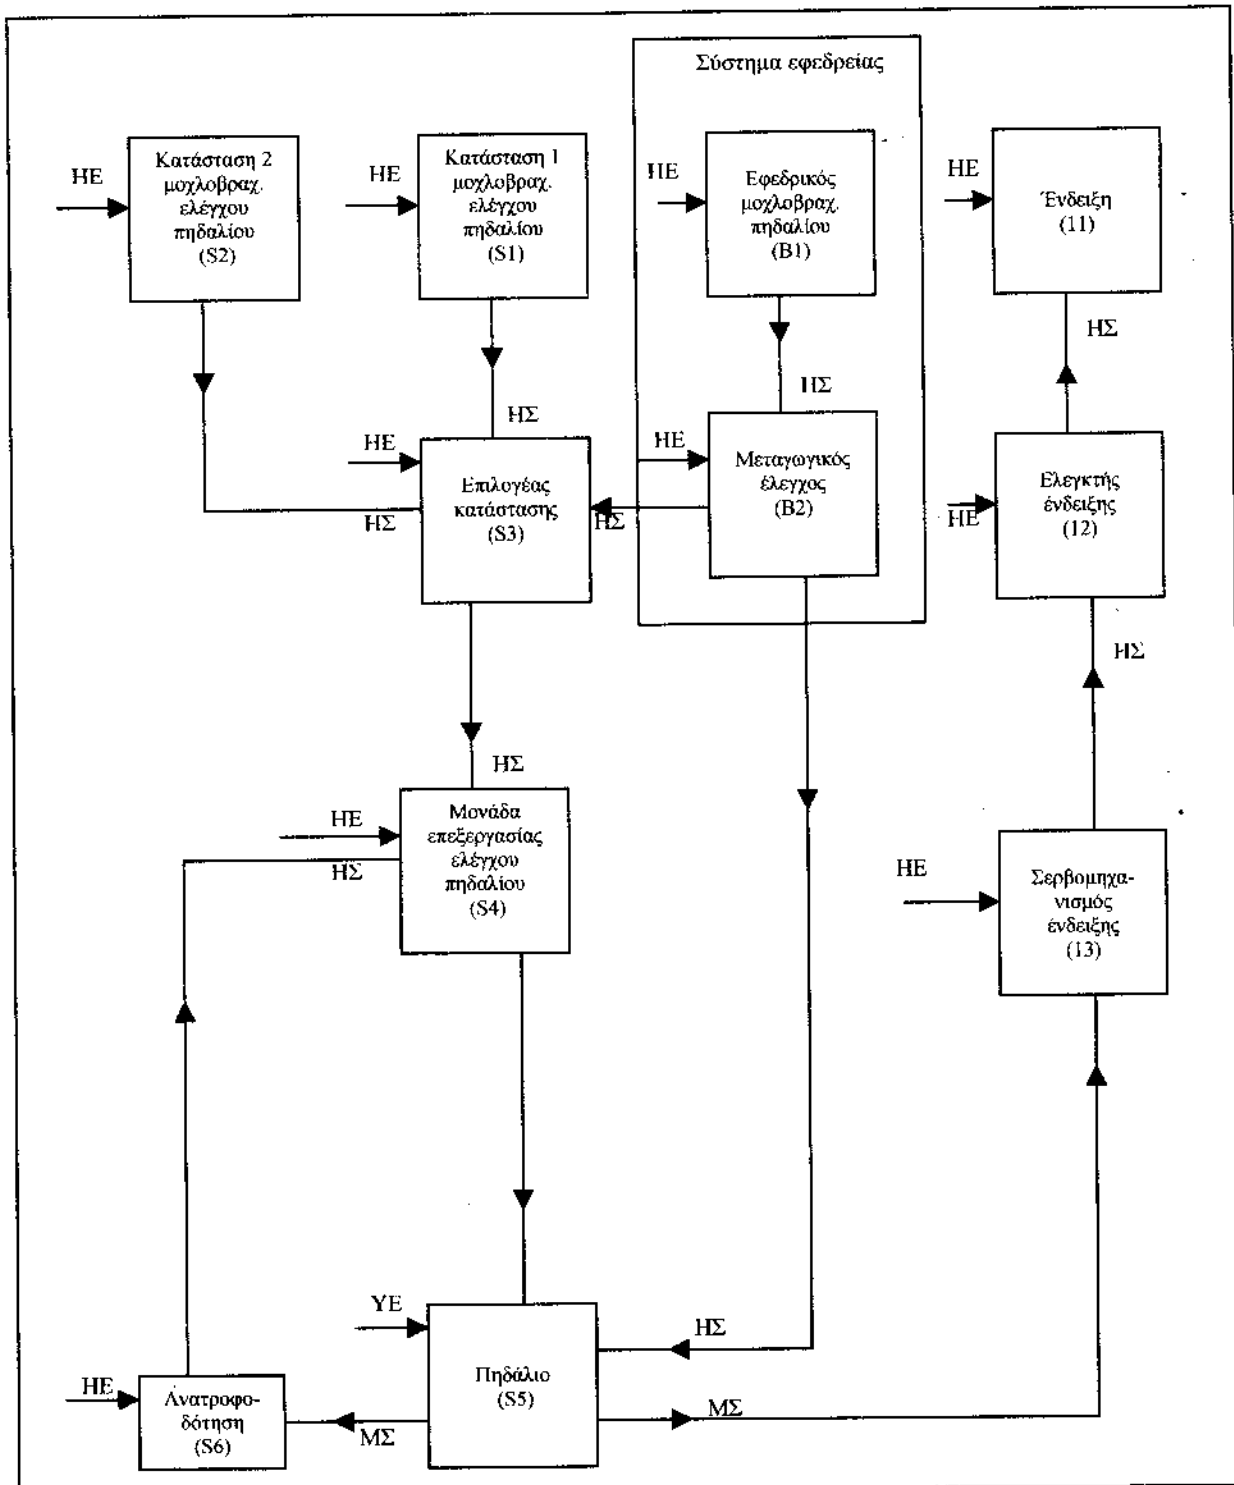 Σύστημα εφεδρείας
ΗΕ
Κατάσταση 2
μοχλοβραχ.
ελέγχου
πηδαλίου
(S2)
ΗΕ
Κατάσταση 1
μοχλοβραχ.
ελέγχου
πηδαλίου
(S1)
ΗΕ
Εφεδρικός
μοχλοβραχ.
πηδαλίου
(B1)
ΗΕ
Ένδειξη
(11)
ΗΣ
ΗΣ
ΗΣ
ΗΕ
Επιλογέας
κατάστασης
(S3)
ΗΣ
ΗΕ
Μεταγωγικός
έλεγχος
(B2)
ΗΣ
ΗΕ
Ελεγκτής
ένδειξης
(12)
ΗΣ
ΗΣ
ΗΕ
Μονάδα
επεξεργασίας
ελέγχου
πηδαλίου
(S4)
ΗΣ
ΗΕ
Σερβομηχα-
νισμός
ένδειξης
(13)
ΥΕ
Πηδάλιο
(S5)
ΗΣ
ΜΣ
ΗΕ
Ανατροφο-
δότηση
(S6)
ΜΣ